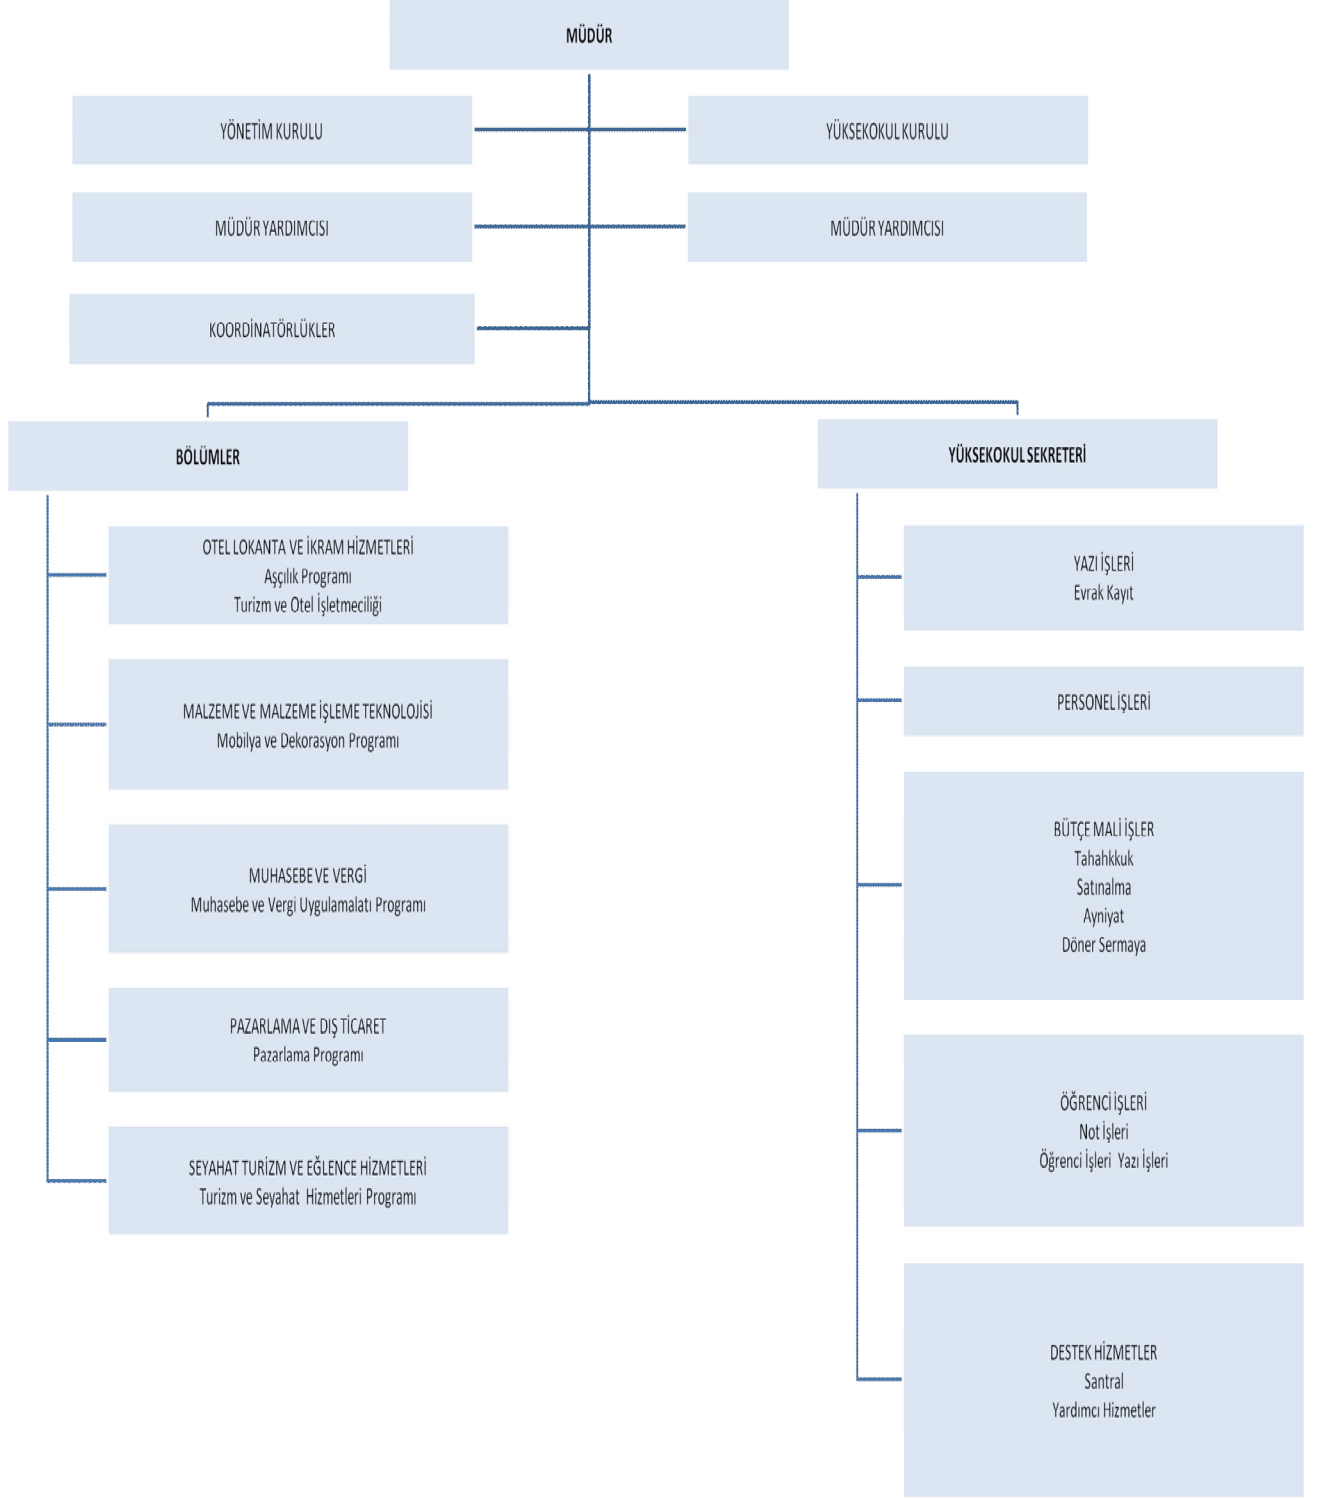 MÜDÜR
YÖNETİM KURULU
YÜKSEKOKUL KURULU
MÜDÜR YARDIMCISI
MÜDÜR YARDIMCISI
KOORDİNATÖRLÜKLER
BÖLÜMLER
OTEL LOKANTA VE İKRAM HİZMETLERİ
Aşçılık Programı
Turizm ve Otel İşletmeciliği
MALZEME VE MALZEME İŞLEME TEKNOLOJİSİ
Mobilya ve Dekorasyon Programı
MUHASEBE VE VERGİ
Muhasebe ve Vergi Uygulamalatı Programı
PAZARLAMA VE DIŞ TİCARET
Pazarlama Programı
SEYAHAT TURİZM VE EĞLENCE HİZMETLERİ
Turizm ve Seyahat Hizmetleri Programı
YÜKSEKOKUL SEKRETERİ
YAZI İŞLERİ
Evrak Kayıt
PERSONEL İŞLERİ
BÜTÇE MALİ İŞLER
Tahahkkuk
Satınalma
Ayniyat
Döner Sermaya
ÖĞRENCİ İŞLERİ
Not İşleri
Öğrenci İşleri Yazı İşleri
DESTEK HİZMETLER
Santral
Yardımcı Hizmetler